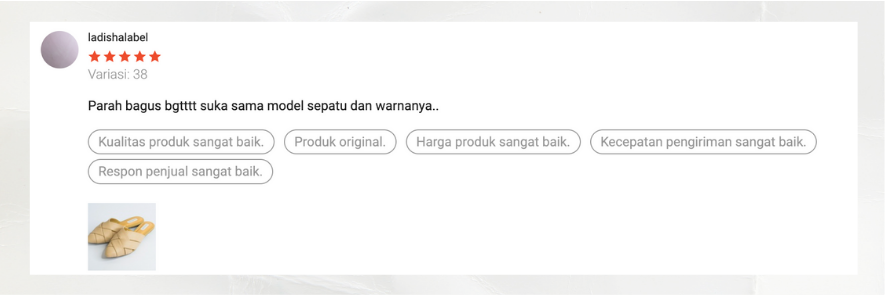 ladishalabel
Variasi: 38
Parah bagus bgtttt suka sama model sepatu dan warnanya..
Kualitas produk sangat baik. Produk original. Harga produk sangat baik. Kecepatan pengiriman sangat baik.
Respon penjual sangat baik.